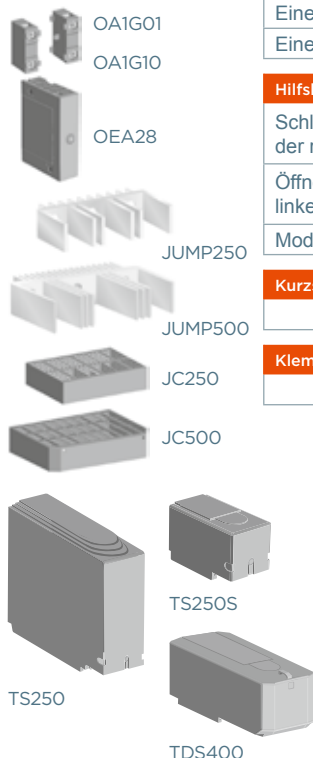 OA1G01
OA1G10
OEA28
JUMP250
JUMP500
JC250
JC500
TS250
TS250S
TDS400
Eine
Eine
Schl
der
Öffn
linke
Mod
Kurz
Klem